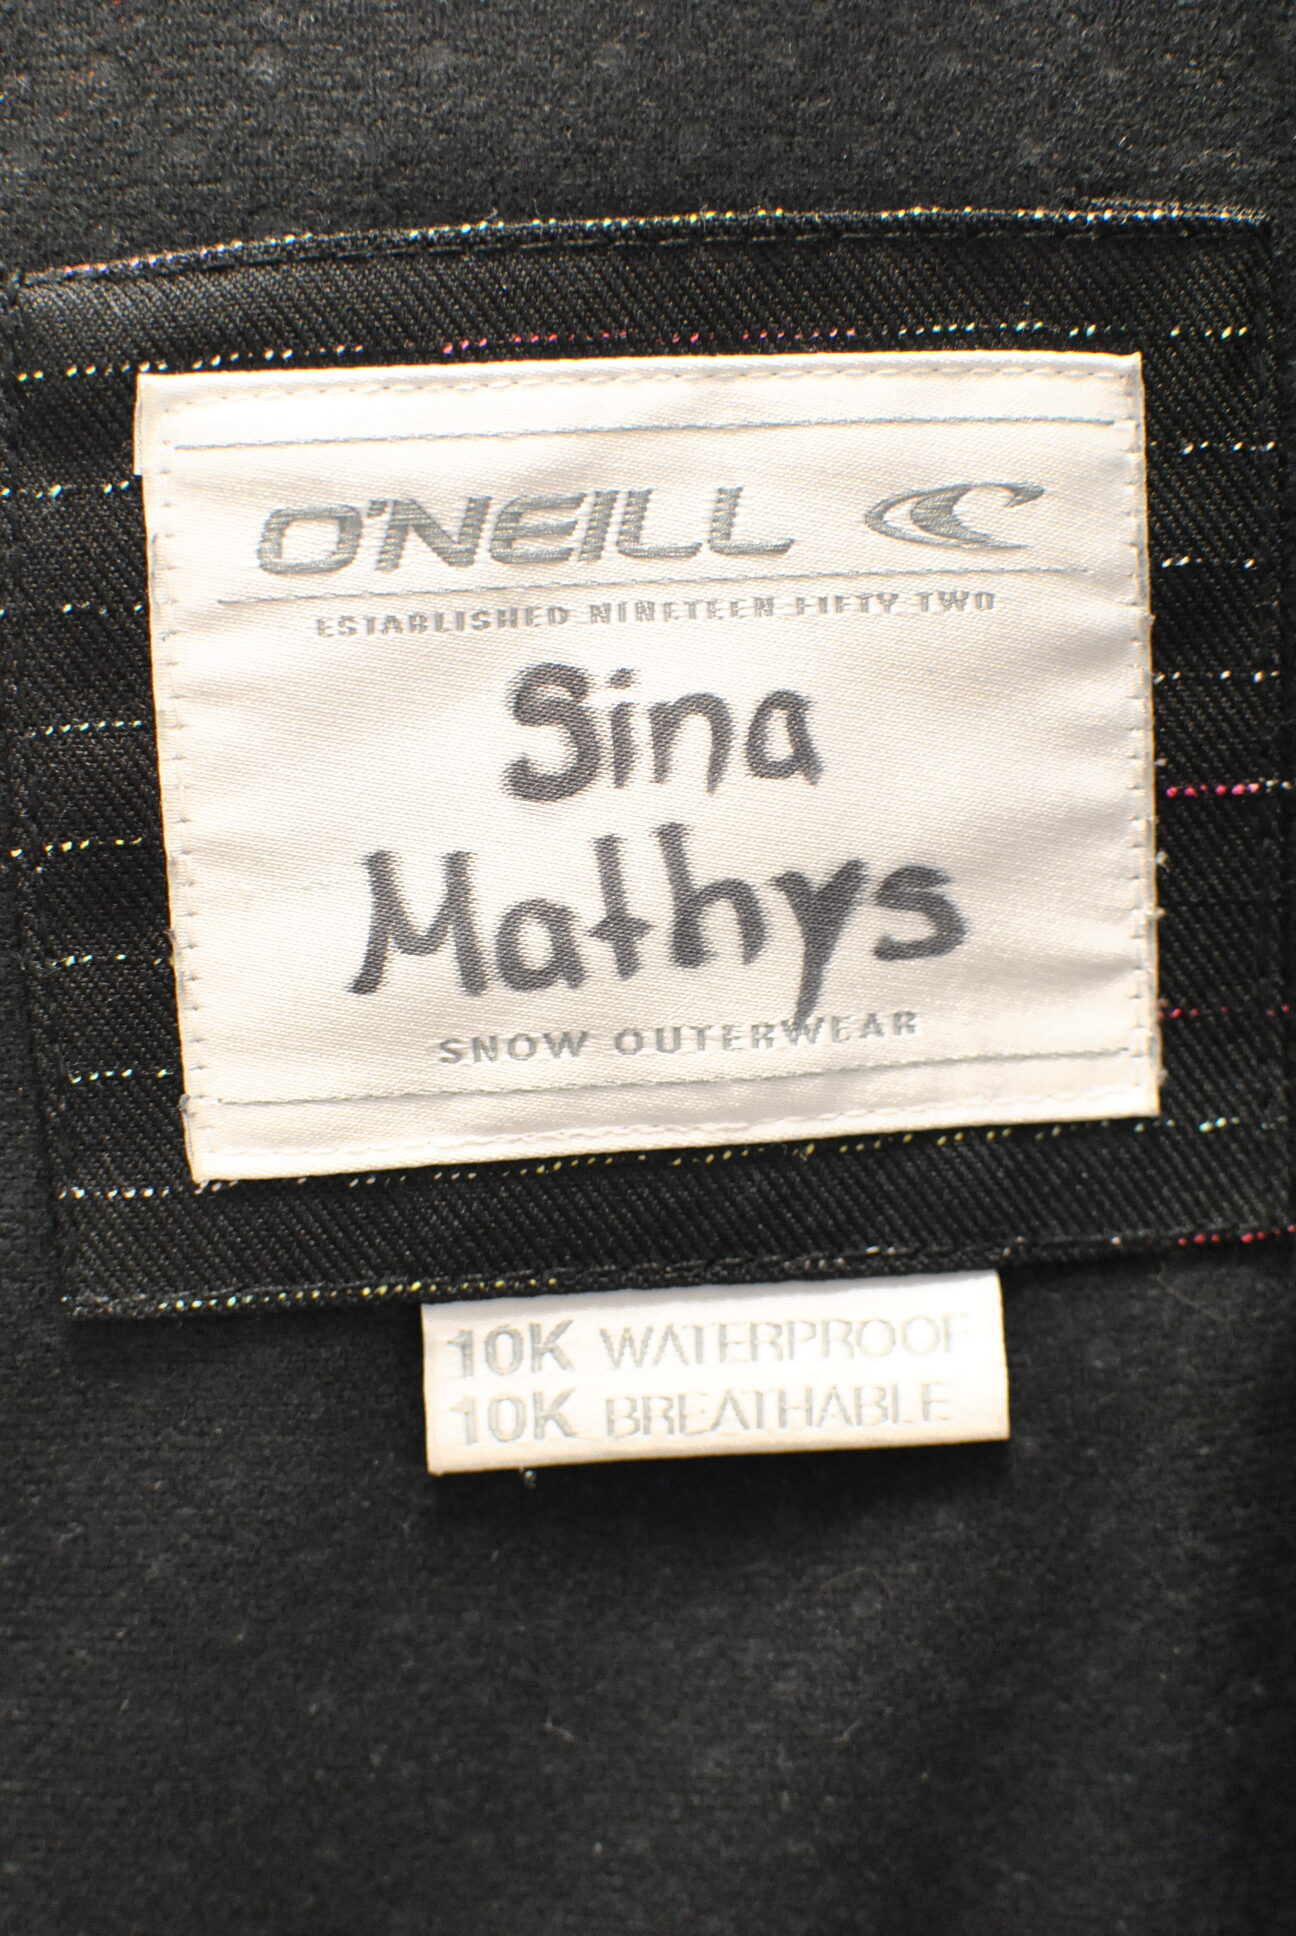 O'NEILL
ESTABLISHED NINETEEN FIFTY TWO
Sina
Mathys
SNOW OUTERWEAR
10K WATERPROOF
10K BREATHABLE